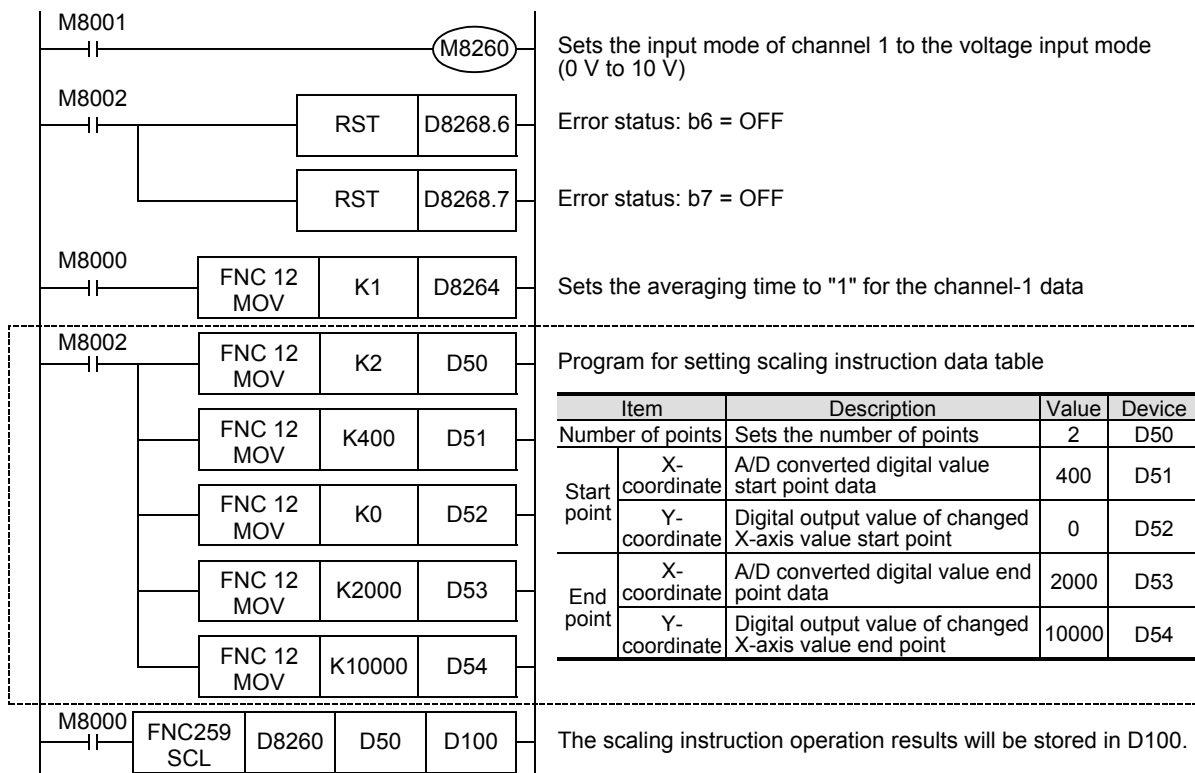 M8001
M8260
Sets the input mode of channel 1 to the voltage input mode
(0 V to 10 V)
M8002
RST D8268.6
Error status: b6 = OFF
RST D8268.7
Error status: b7 = OFF
M8000
FNC 12
MOV K1 D8264
Sets the averaging time to "1" for the channel-1 data
M8002
FNC 12
MOV K2 D50
FNC 12
MOV K400 D51
FNC 12
MOV K0 D52
FNC 12
MOV K2000 D53
FNC 12
MOV K10000 D54
Program for setting scaling instruction data table
Item Description Value Device
Number of points Sets the number of points 2 D50
Start
point
X-
coordinate
A/D converted digital value
start point data
400 D51
Y-
coordinate
Digital output value of changed
X-axis value start point
0 D52
End
point
X-
coordinate
A/D converted digital value end
point data
2000 D53
Y-
coordinate
Digital output value of changed
X-axis value end point
10000 D54
M8000
FNC259
SCL D8260 D50 D100
The scaling instruction operation results will be stored in D100.